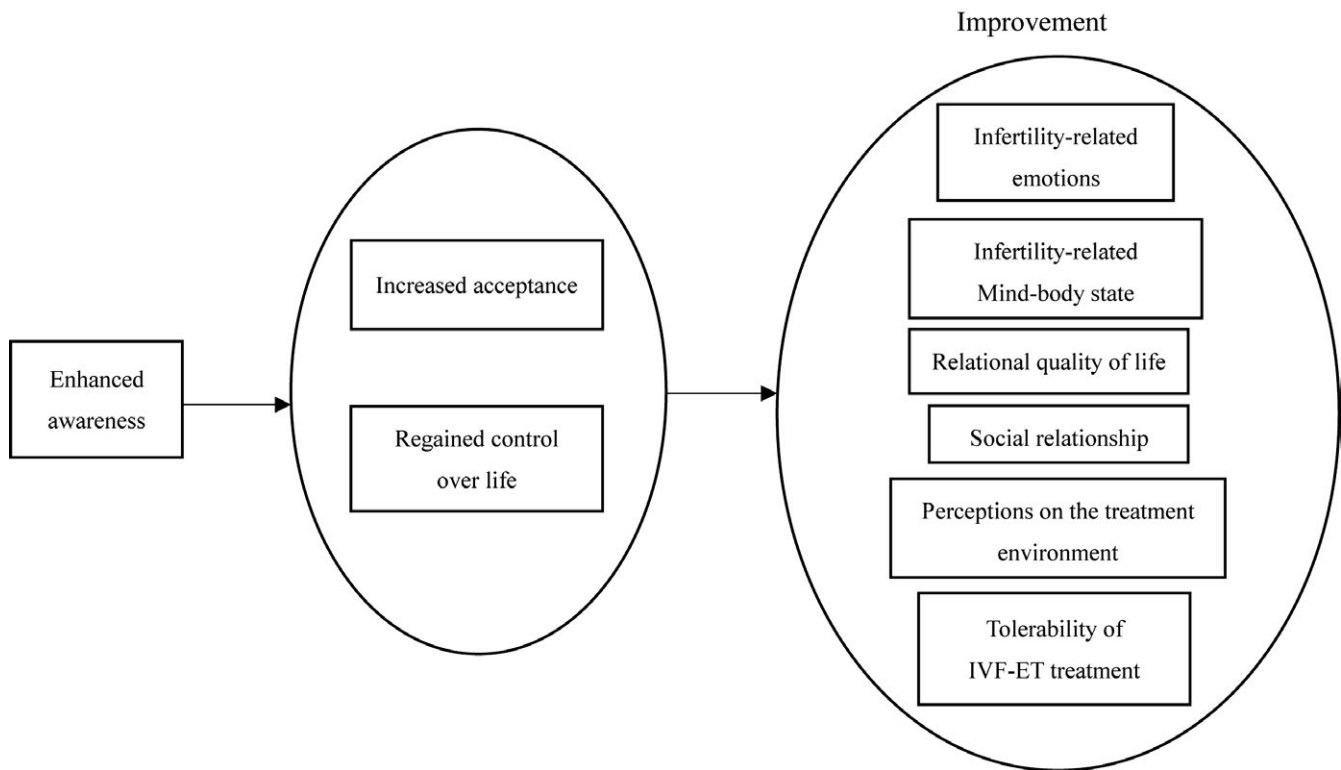 Improvement
Enhanced
awareness
Increased acceptance
Regained control
over life
Infertility-related
emotions
Infertility-related
Mind-body state
Relational quality of life
Social relationship
Perceptions on the treatment
environment
Tolerability of
IVF-ET treatment